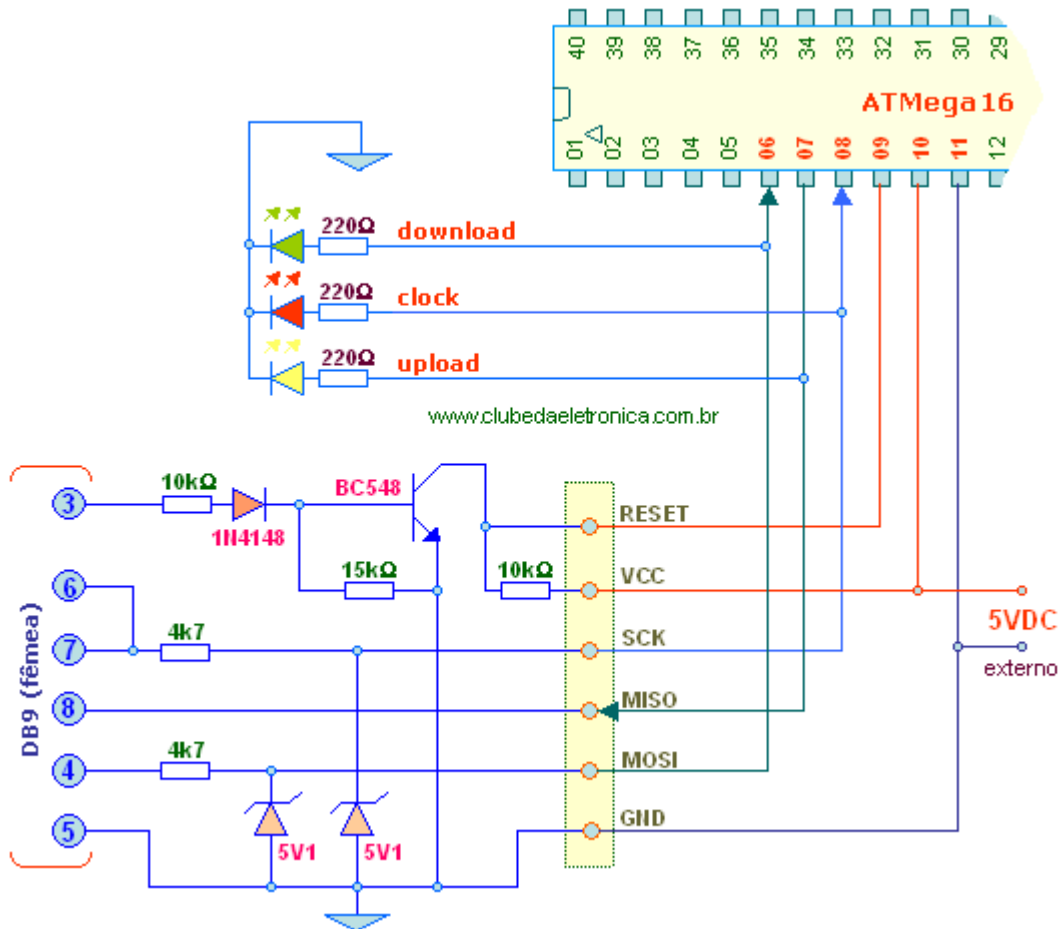 40 39 38 37 36 35 34 33 32 31 30 29
ATMega16
01 02 03 04 05 06 07 08 09 10 11 12
220Ω download
220Ω clock
220Ω upload
www.clubedaeletronica.com.br
DB9 (fêmea)
3 10kΩ 1N4148 BC548 RESET
15kΩ 10kΩ VCC
6
7 4k7 SCK
5VDC
externo
8 MISO
4 4k7 MOSI
5 5V1 5V1 GND